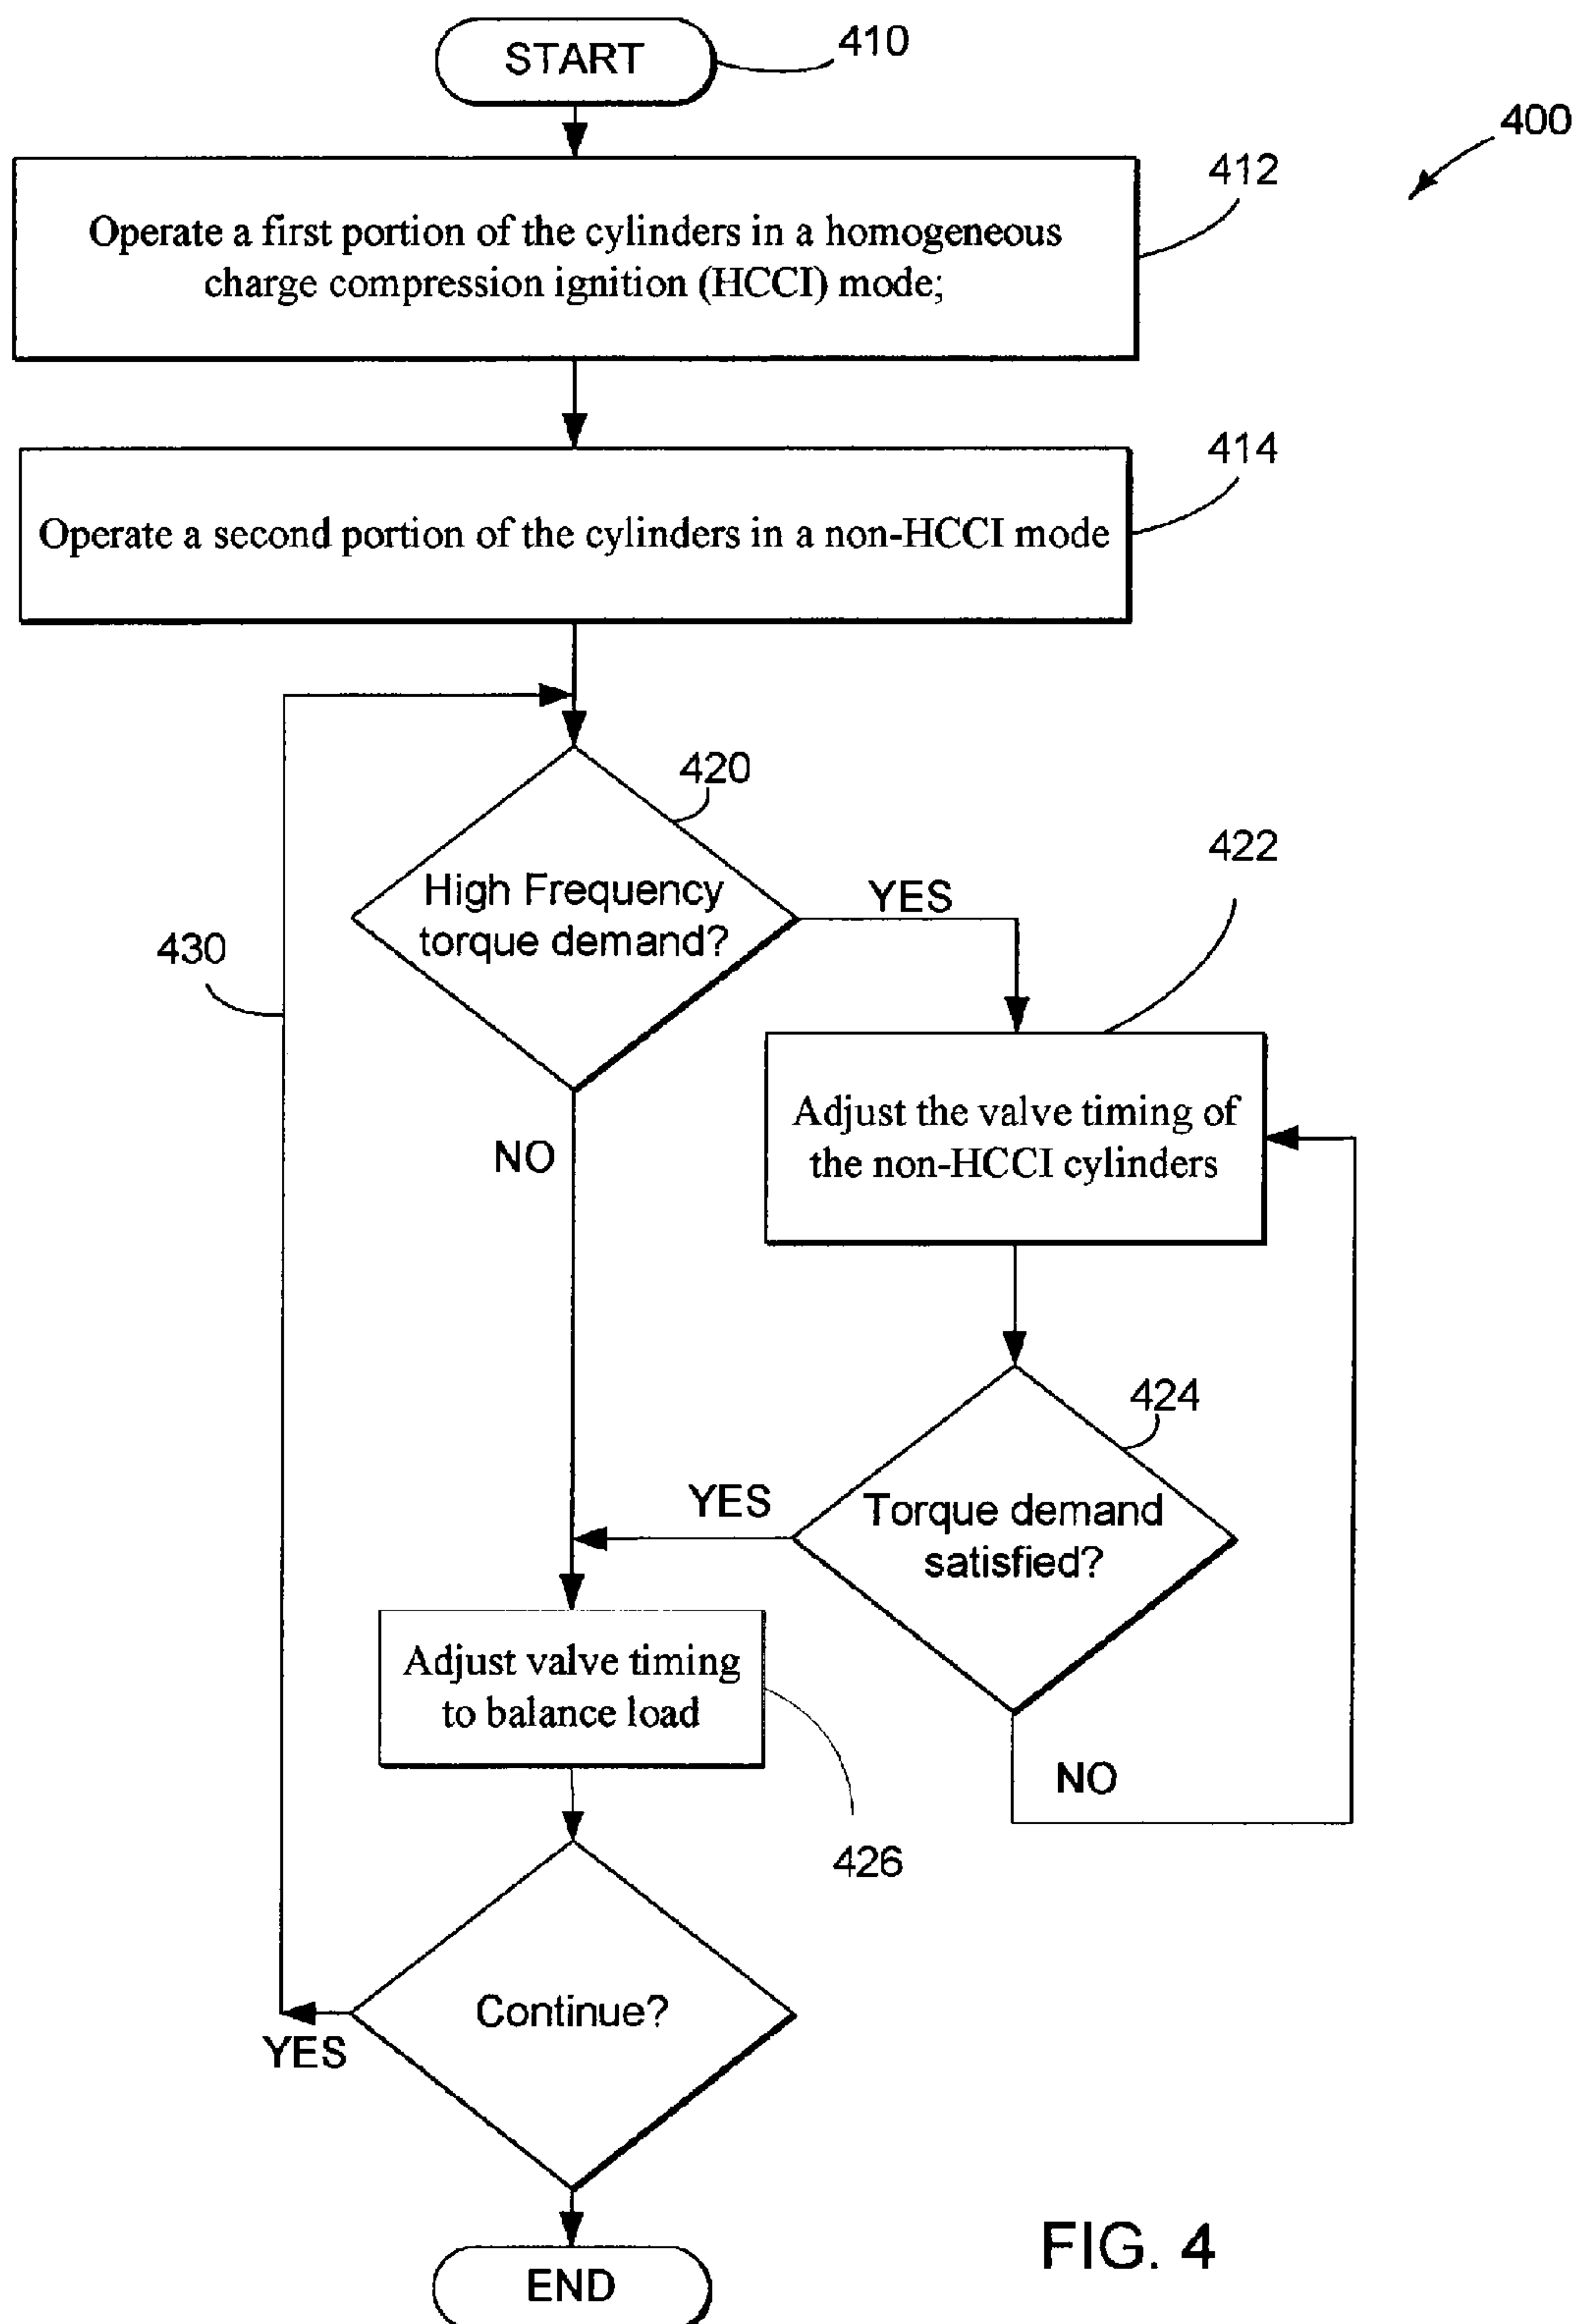 START
410
400
412
Operate a first portion of the cylinders in a homogeneous
charge compression ignition (HCCI) mode;
414
Operate a second portion of the cylinders in a non-HCCI mode
420
High Frequency
torque demand?
YES
422
430
NO
Adjust the valve timing of
the non-HCCI cylinders
424
YES
Torque demand
satisfied?
Adjust valve timing
to balance load
NO
426
Continue?
YES
FIG. 4
END